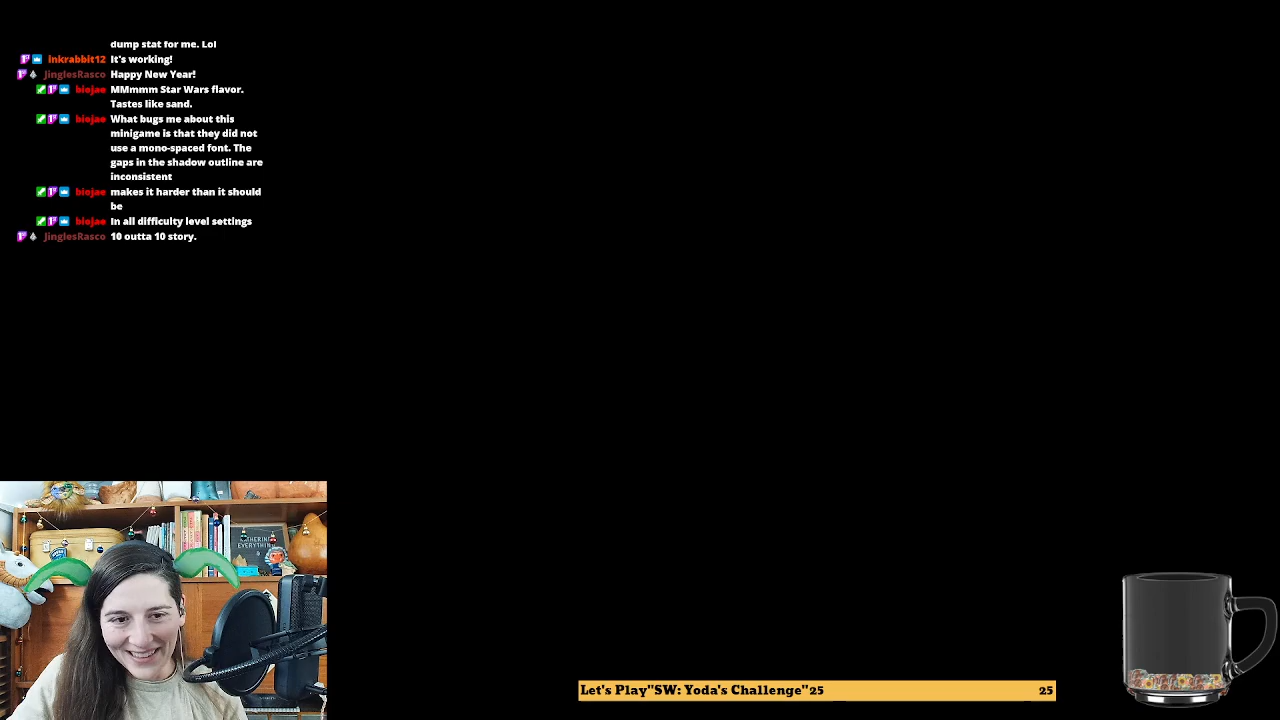 dump stat for me. Lol
inkrabbit12 It's working!
JinglesRasco Happy New Year!
biojae MMmmm Star Wars flavor.
Tastes like sand.
biojae What bugs me about this
minigame is that they did not
use a mono-spaced font. The
gaps in the shadow outline are
inconsistent
biojae makes it harder than it should
be
biojae In all difficulty level settings
JinglesRasco 10 outta 10 story.
EVERYTHING
Let's Play"SW: Yoda's Challenge"25 25